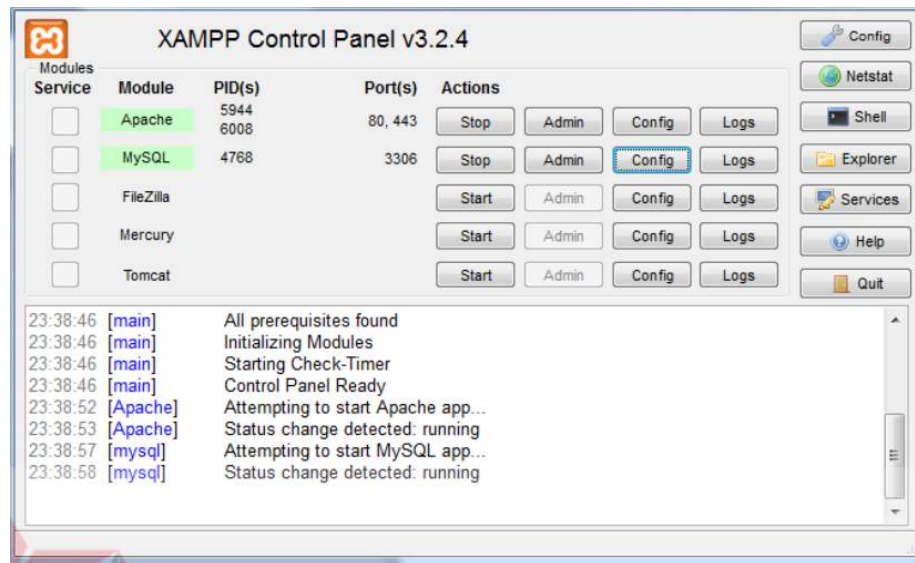 XAMPP Control Panel v3.2.4
Config
Modules
Service Module PID(s) Port(s) Actions
Netstat
Apache 5944 6008 80, 443 Stop Admin Config Logs
Shell
MySQL 4768 3306 Stop Admin Config Logs
Explorer
FileZilla Start Admin Config Logs
Services
Mercury Start Admin Config Logs
Help
Tomcat Start Admin Config Logs
Quit
23:38:46 [main] All prerequisites found
23:38:46 [main] Initializing Modules
23:38:46 [main] Starting Check-Timer
23:38:46 [main] Control Panel Ready
23:38:52 [Apache] Attempting to start Apache app...
23:38:53 [Apache] Status change detected: running
23:38:57 [mysql] Attempting to start MySQL app...
23:38:58 [mysql] Status change detected: running